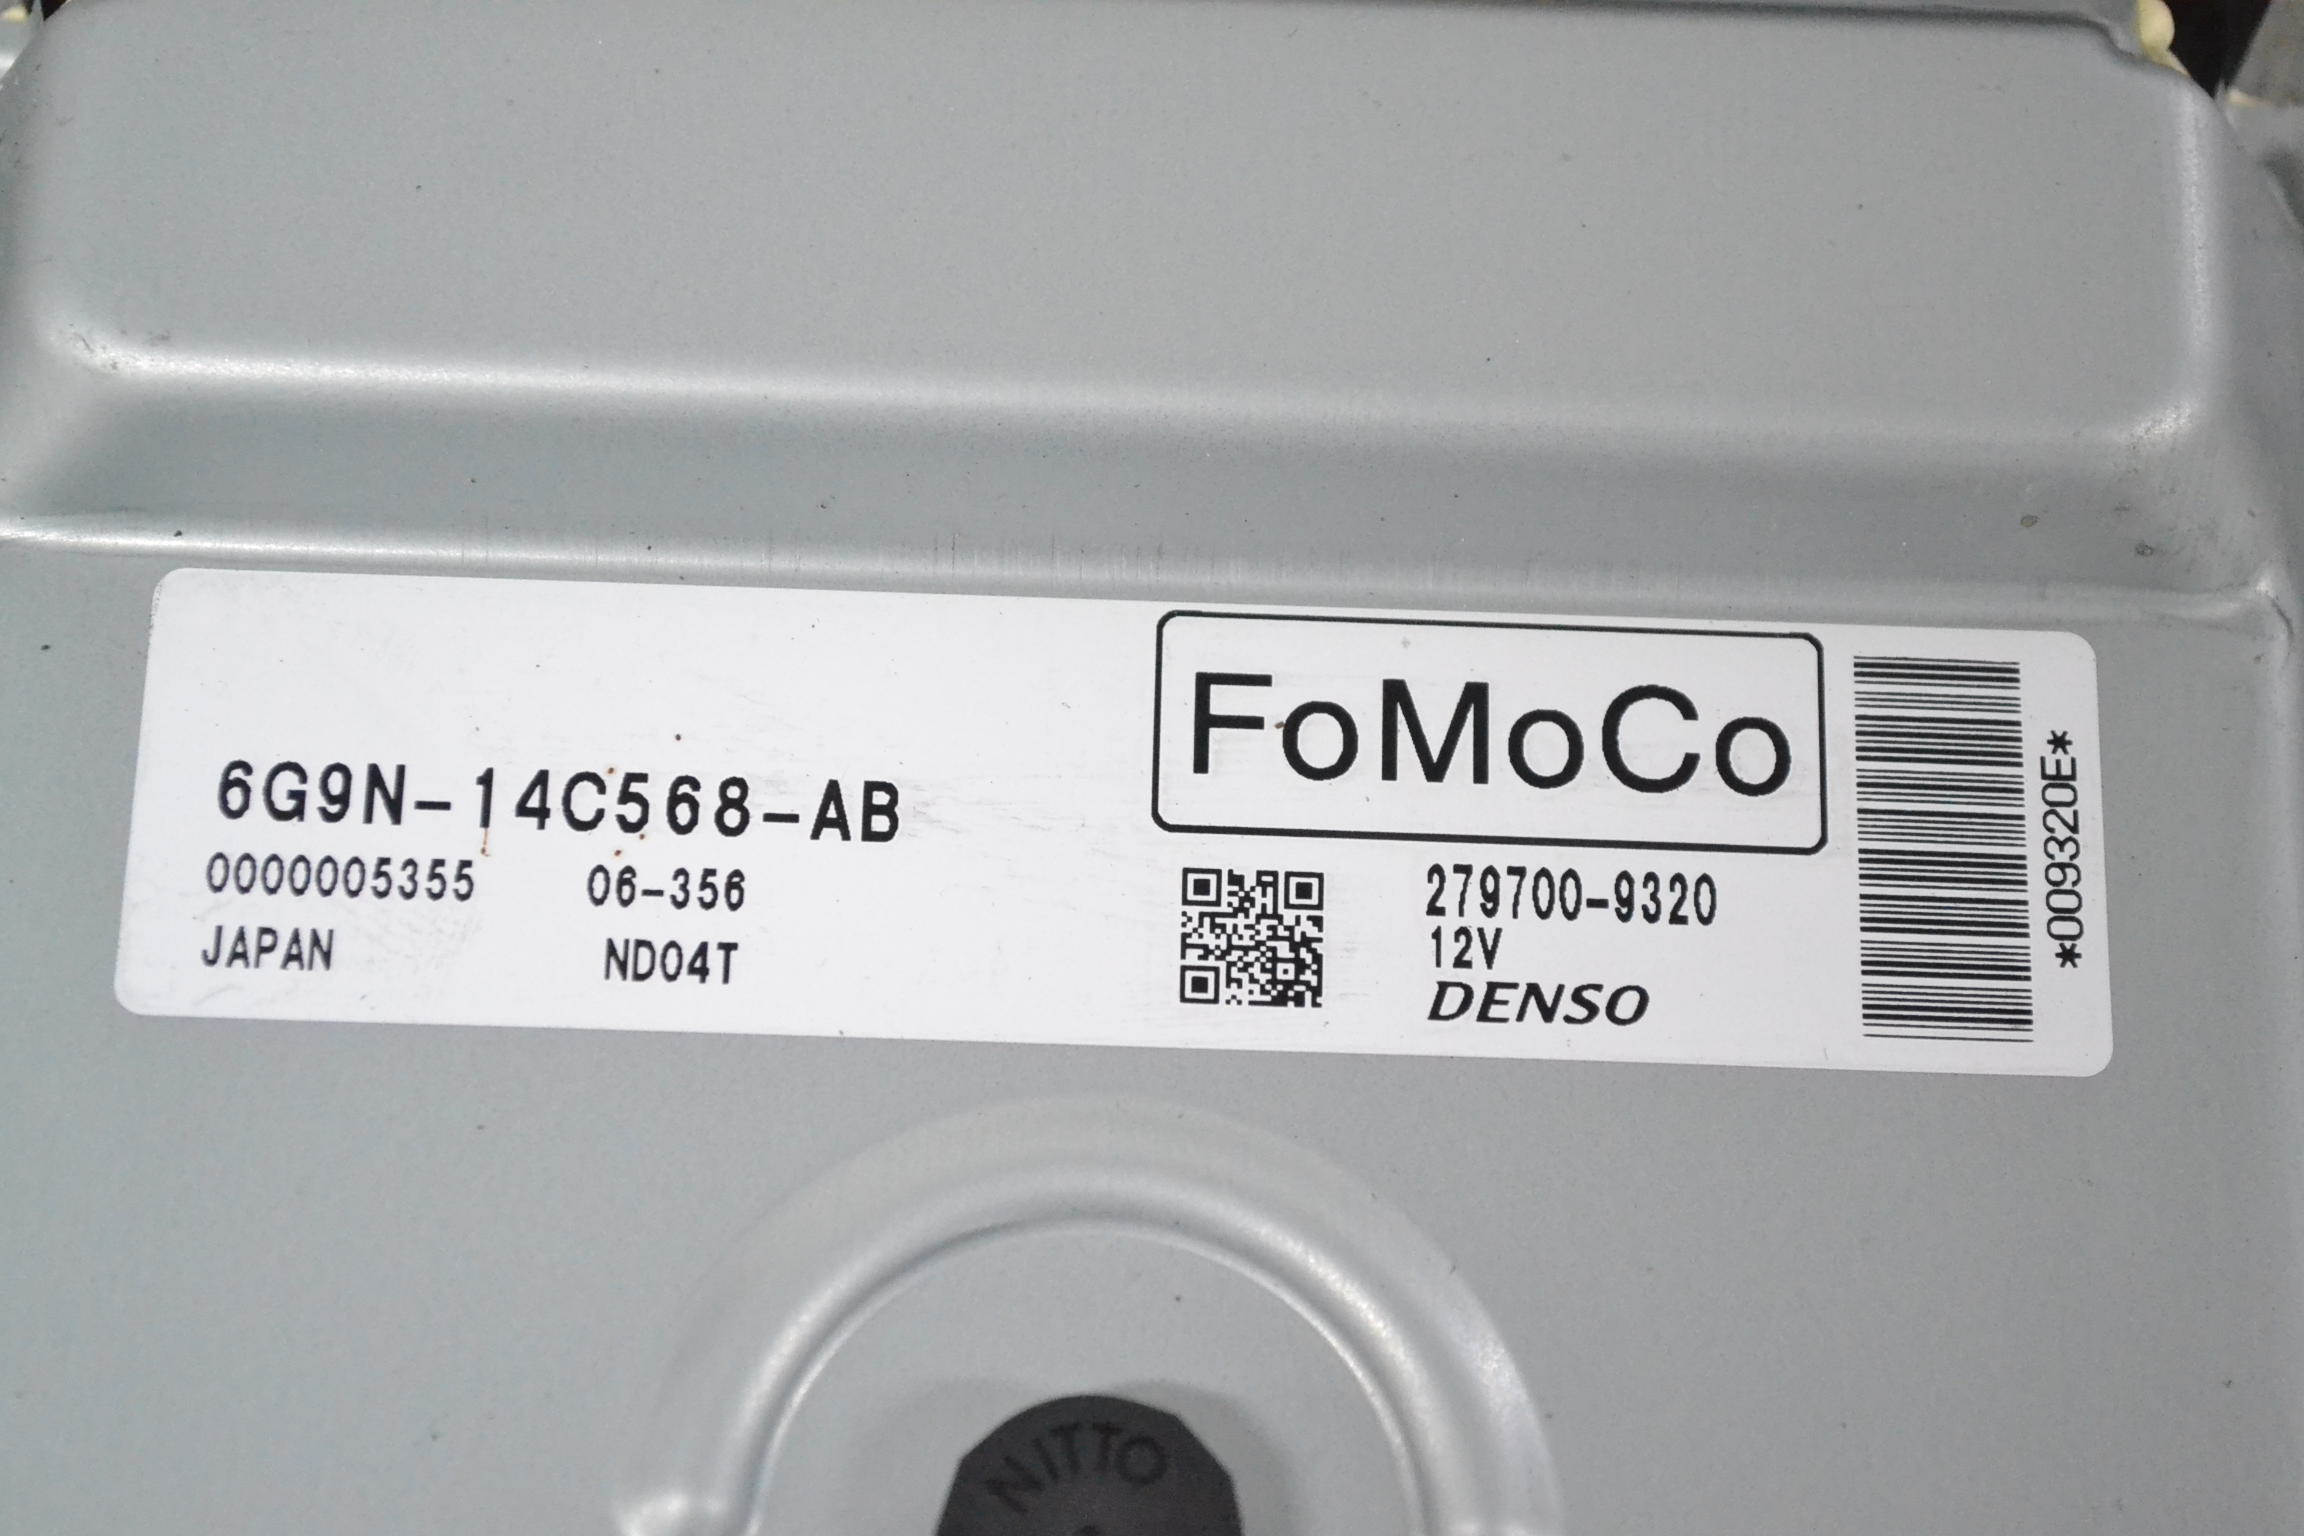 FoMoCo
6G9N-14C568-AB
0000005355 06-356
JAPAN ND04T
279700-9320
12V
DENSO
*009320E*
NITTO